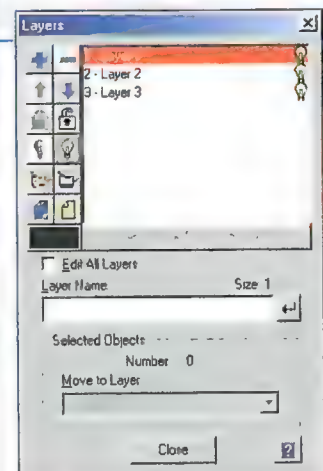 Layers
2 - Layer 2
3 - Layer 3
Edit All Layers
Layer Name Size 1
Selected Objects
Number 0
Move to Layer
Close